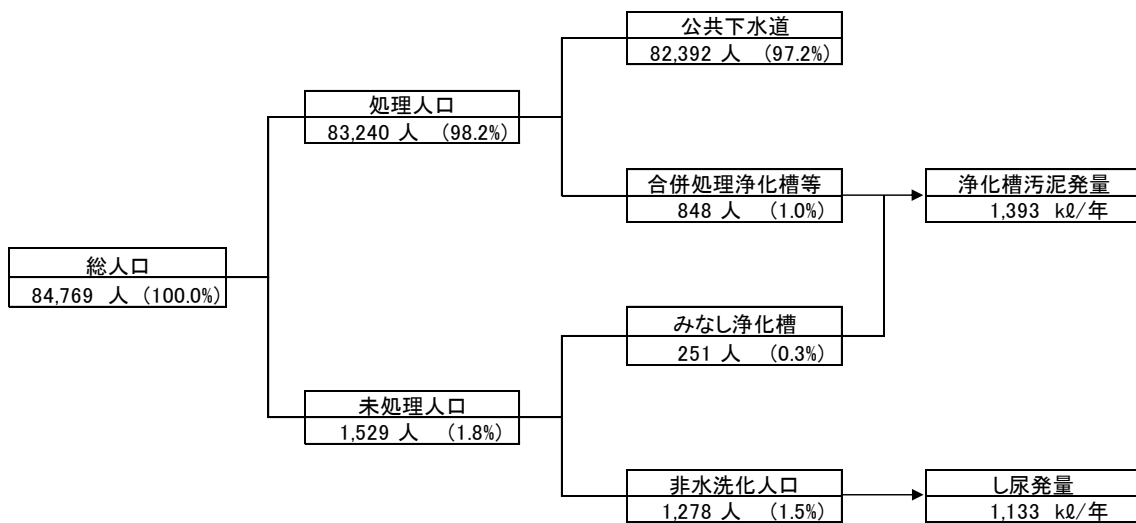 公共下水道
82,392 人 (97.2%)
処理人口
83,240 人 (98.2%)
合併処理浄化槽等
848 人 (1.0%)
浄化槽汚泥発量
1,393 kℓ/年
総人口
84,769 人 (100.0%)
みなし浄化槽
251 人 (0.3%)
未処理人口
1,529 人 (1.8%)
非水洗化人口
1,278 人 (1.5%)
し尿発量
1,133 kℓ/年